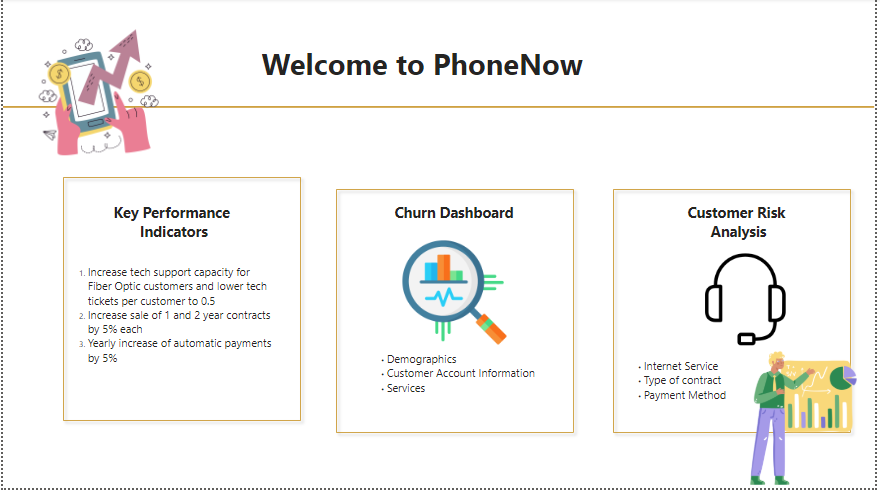 Welcome to PhoneNow
Key Performance
Indicators
1. Increase tech support capacity for
Fiber Optic customers and lower tech
tickets per customer to 0.5
2. Increase sale of 1 and 2 year contracts
by 5% each
3. Yearly increase of automatic payments
by 5%
Churn Dashboard
• Demographics
• Customer Account Information
• Services
Customer Risk
Analysis
• Internet Service
• Type of contract
• Payment Method